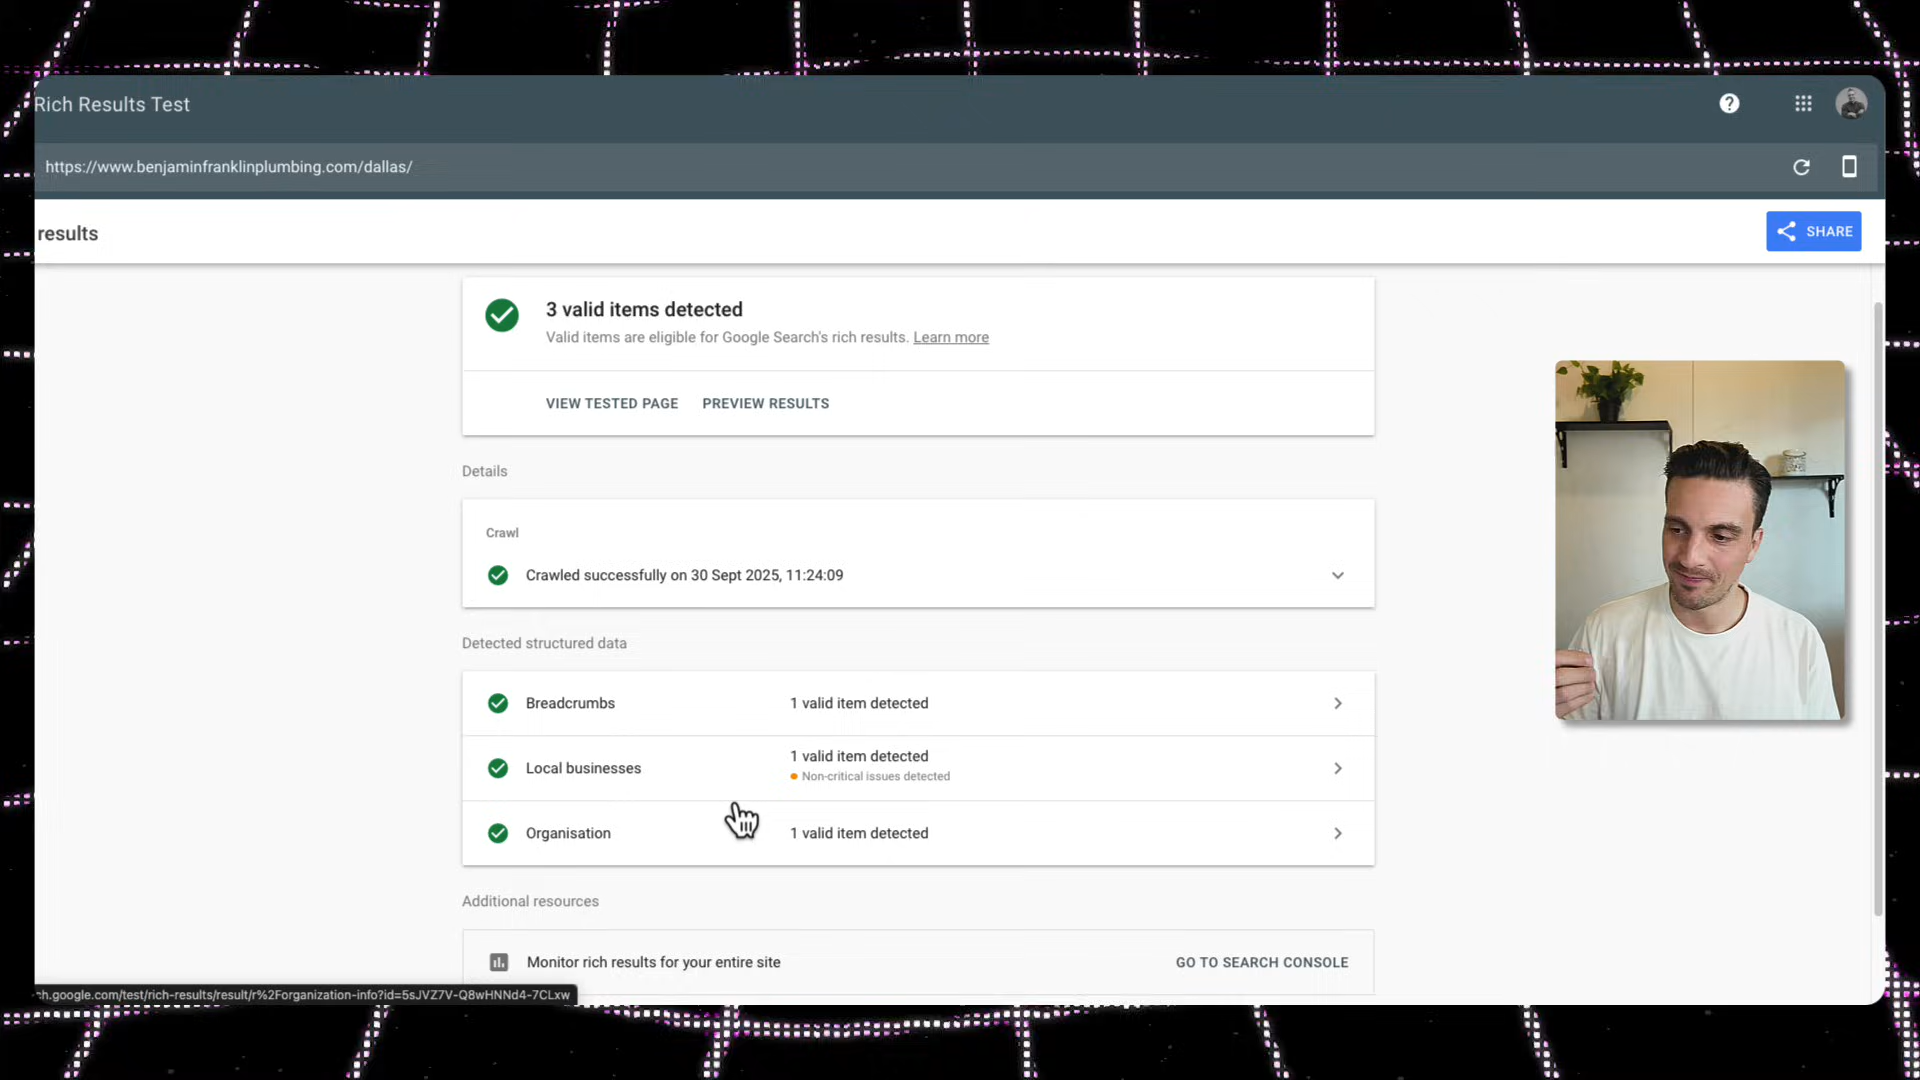 Rich Results Test
https://www.benjaminfranklinplumbing.com/dallas/
results
SHARE
3 valid items detected
Valid items are eligible for Google Search's rich results. Learn more
VIEW TESTED PAGE PREVIEW RESULTS
Details
Crawl
Crawled successfully on 30 Sept 2025, 11:24:09
Detected structured data
Breadcrumbs 1 valid item detected
Local businesses 1 valid item detected
Non-critical issues detected
Organisation 1 valid item detected
Additional resources
Monitor rich results for your entire site GO TO SEARCH CONSOLE
ch.google.com/test/rich-results/result/r%2Forganization-info?id=5sJVZ7V-Q8wHNNd4-7CLxw